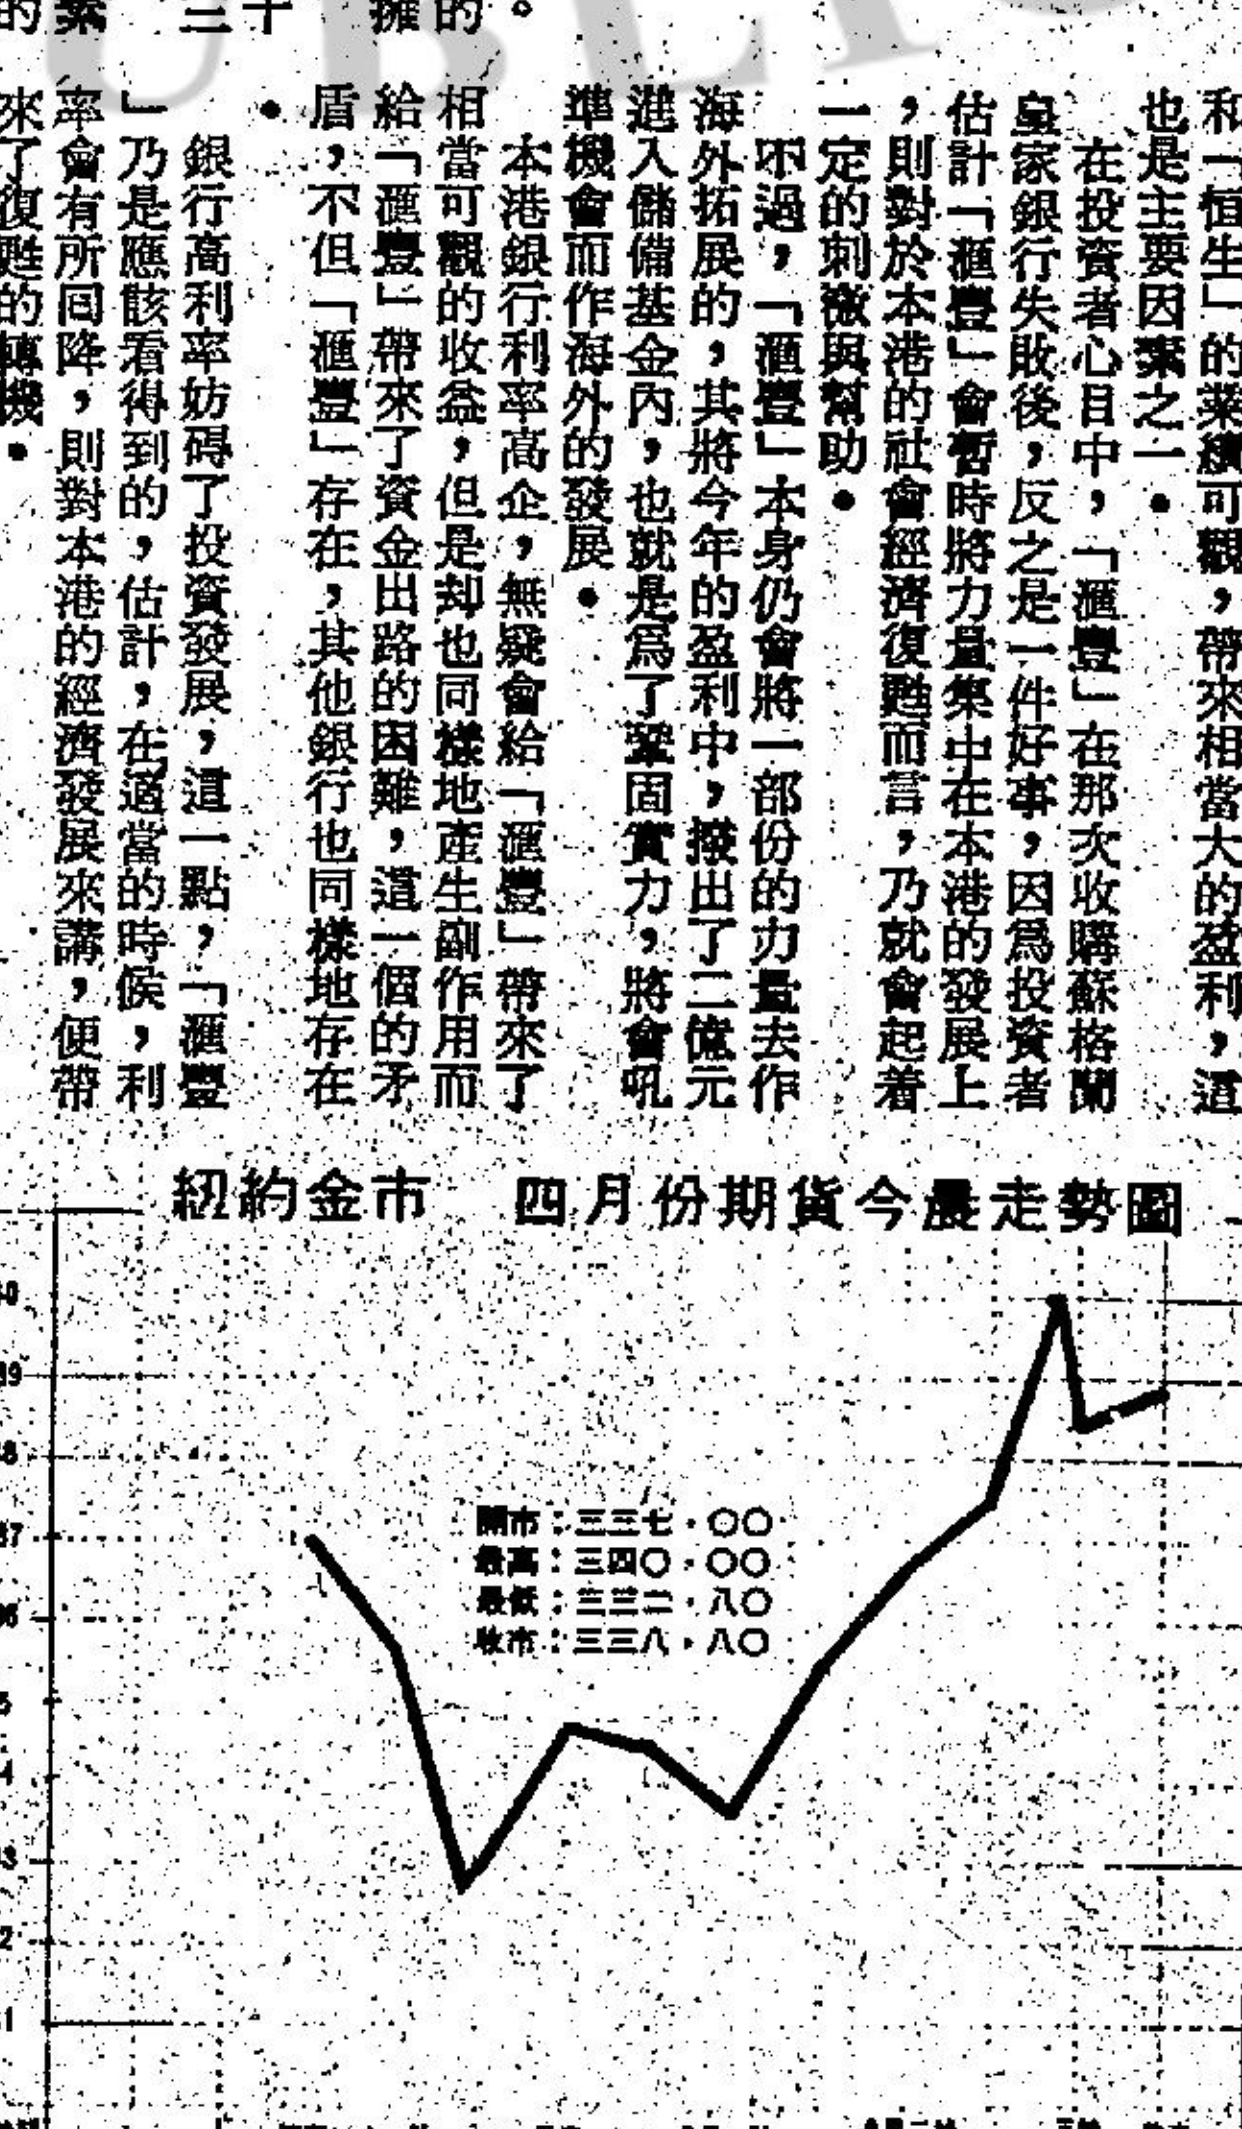 和「恒生」的業績可觀，帶來相當大的盈利，這
也是主要因素之一．
在投資者心目中，「滙豐」在那次收購蘇格蘭
皇家銀行失敗後，反之是一件好事，因爲投資者
估計「滙豐」會暫時將力量集中在本港的發展上
，則對於本港的社會經濟復甦而言，乃就會起着
一定的刺激與幫助．
不過，「滙豐」本身仍會將一部份的力量去作
海外拓展的，其將今年的盈利中，撥出了二億元
進入儲備基金內，也就是爲了鞏固實力，將會吼
準機會而作海外的發展．
本港銀行利率高企，無疑會給「滙豐」帶來了
相當可觀的收益，但是却也同樣地產生副作用而
給「滙豐」帶來了資金出路的困難，這一個的矛
盾，不但「滙豐」存在，其他銀行也同樣地存在
．
銀行高利率妨碍了投資發展，這一點，「滙豐
」乃是應該看得到的，估計，在適當的時候，利
率會有所回降，則對本港的經濟發展來講，便帶
來了復甦的轉機．
的
擁
十
三
的
UBLIC
紐約金市 四月份期貨今晨走勢圖
開市：三三七．〇〇
最高：三四〇．〇〇
最低：三三二．八〇
收市：三三八．八〇